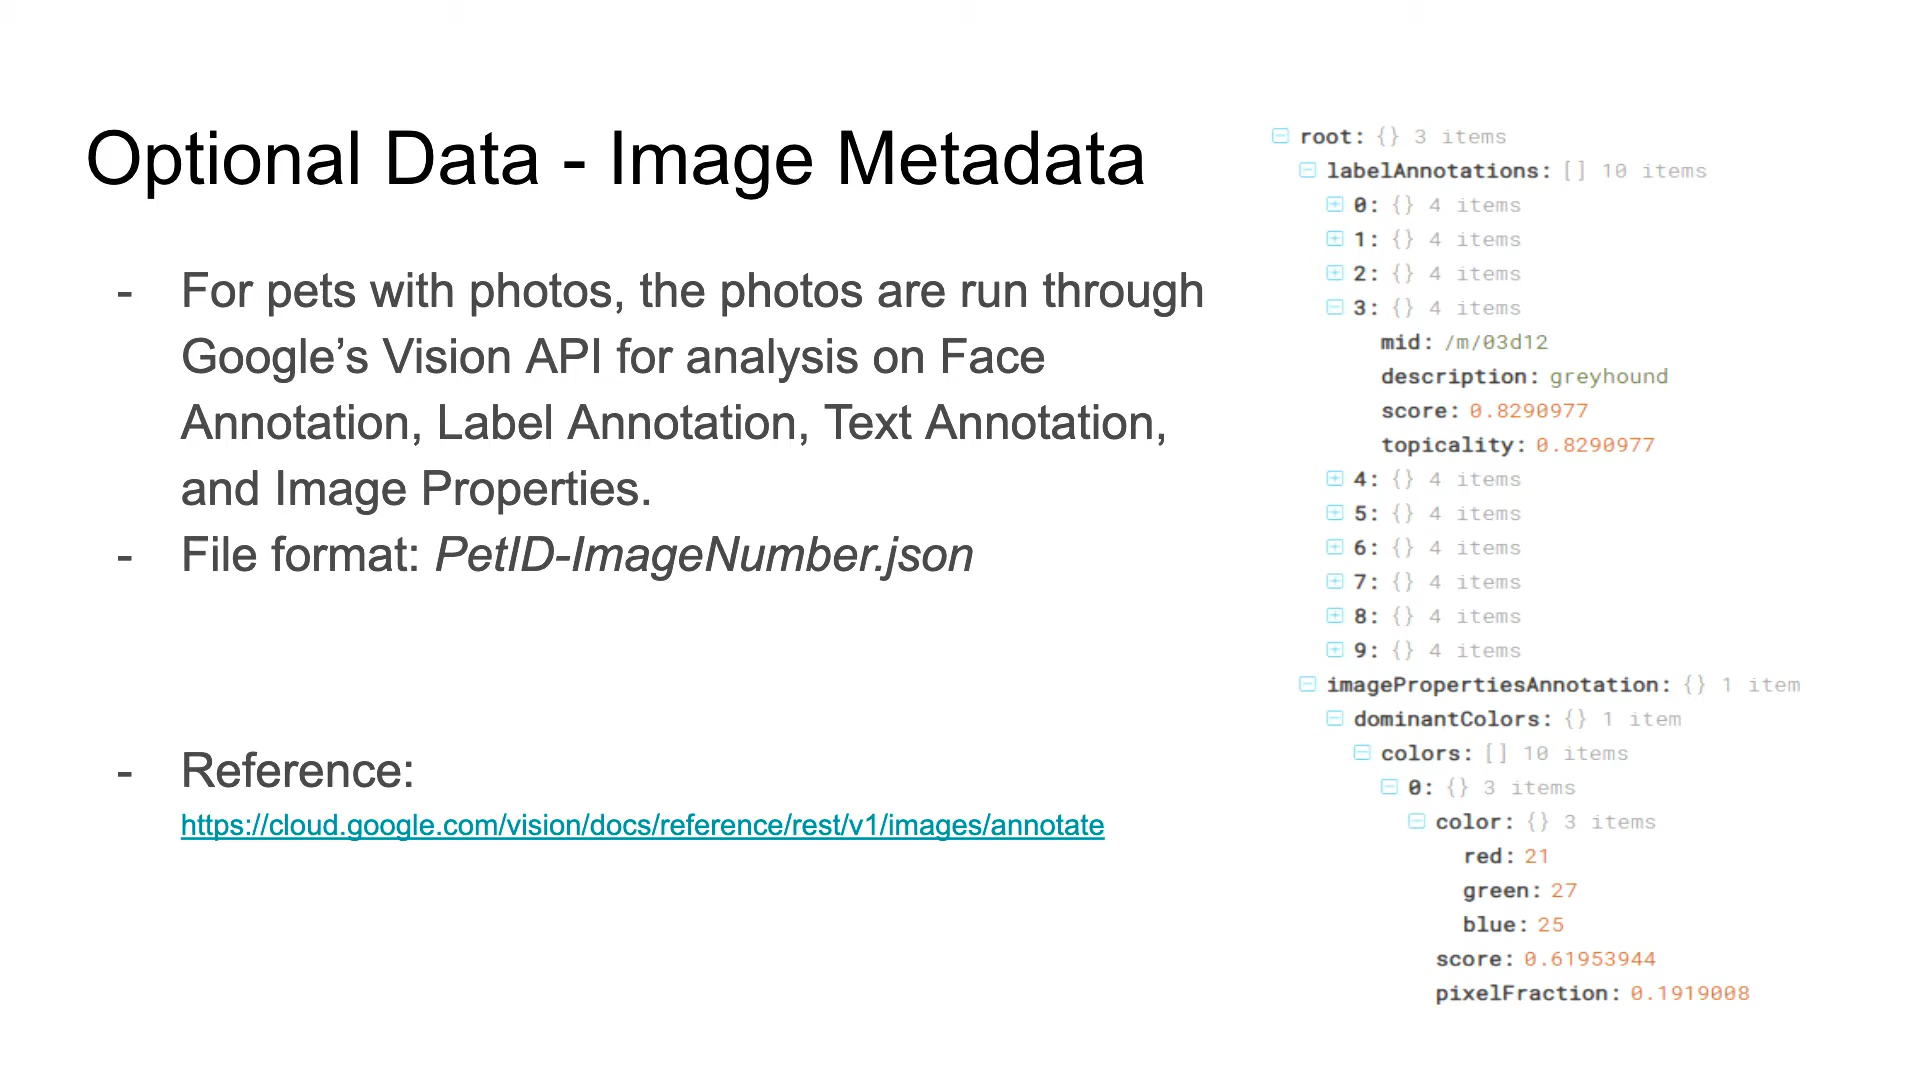 Optional Data - Image Metadata
- For pets with photos, the photos are run through
Google’s Vision API for analysis on Face
Annotation, Label Annotation, Text Annotation,
and Image Properties.
- File format: PetID-ImageNumber.json
- Reference:
https://cloud.google.com/vision/docs/reference/rest/v1/images/annotate
root: {} 3 items
labelAnnotations: [] 10 items
0: {} 4 items
1: {} 4 items
2: {} 4 items
3: {} 4 items
mid: /m/03d12
description: greyhound
score: 0.8290977
topicality: 0.8290977
4: {} 4 items
5: {} 4 items
6: {} 4 items
7: {} 4 items
8: {} 4 items
9: {} 4 items
imagePropertiesAnnotation: {} 1 item
dominantColors: {} 1 item
colors: [] 10 items
0: {} 3 items
color: {} 3 items
red: 21
green: 27
blue: 25
score: 0.61953944
pixelFraction: 0.1919008